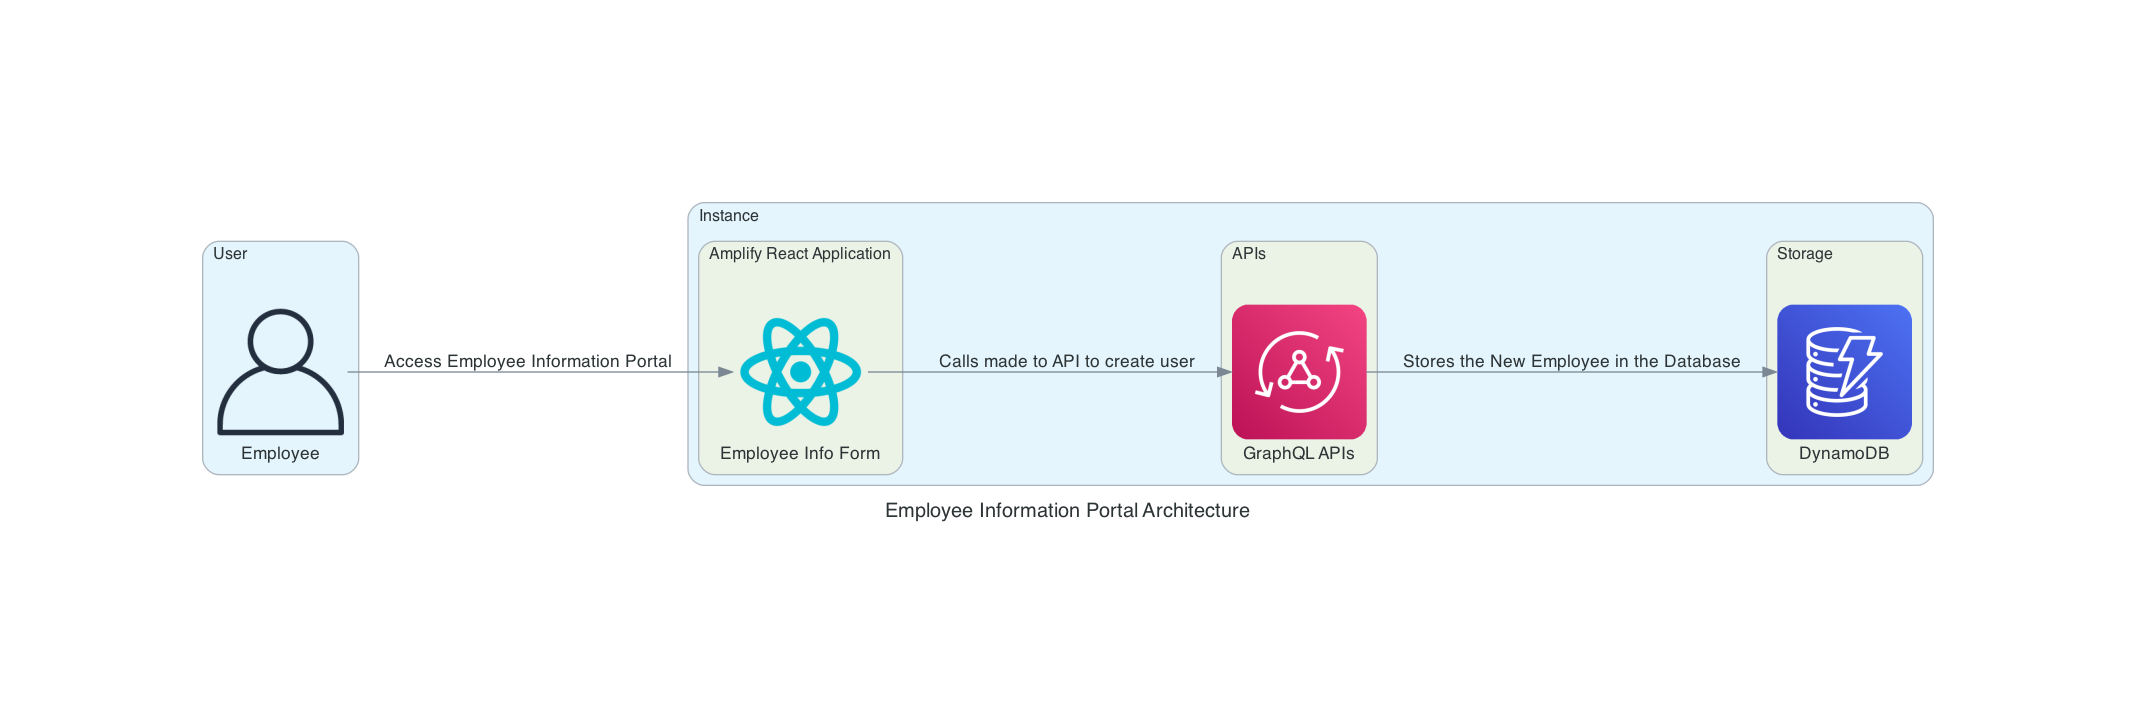 Instance
User
Amplify React Application
APIs
Storage
Access Employee Information Portal
Calls made to API to create user
Stores the New Employee in the Database
Employee
Employee Info Form
GraphQL APIs
DynamoDB
Employee Information Portal Architecture